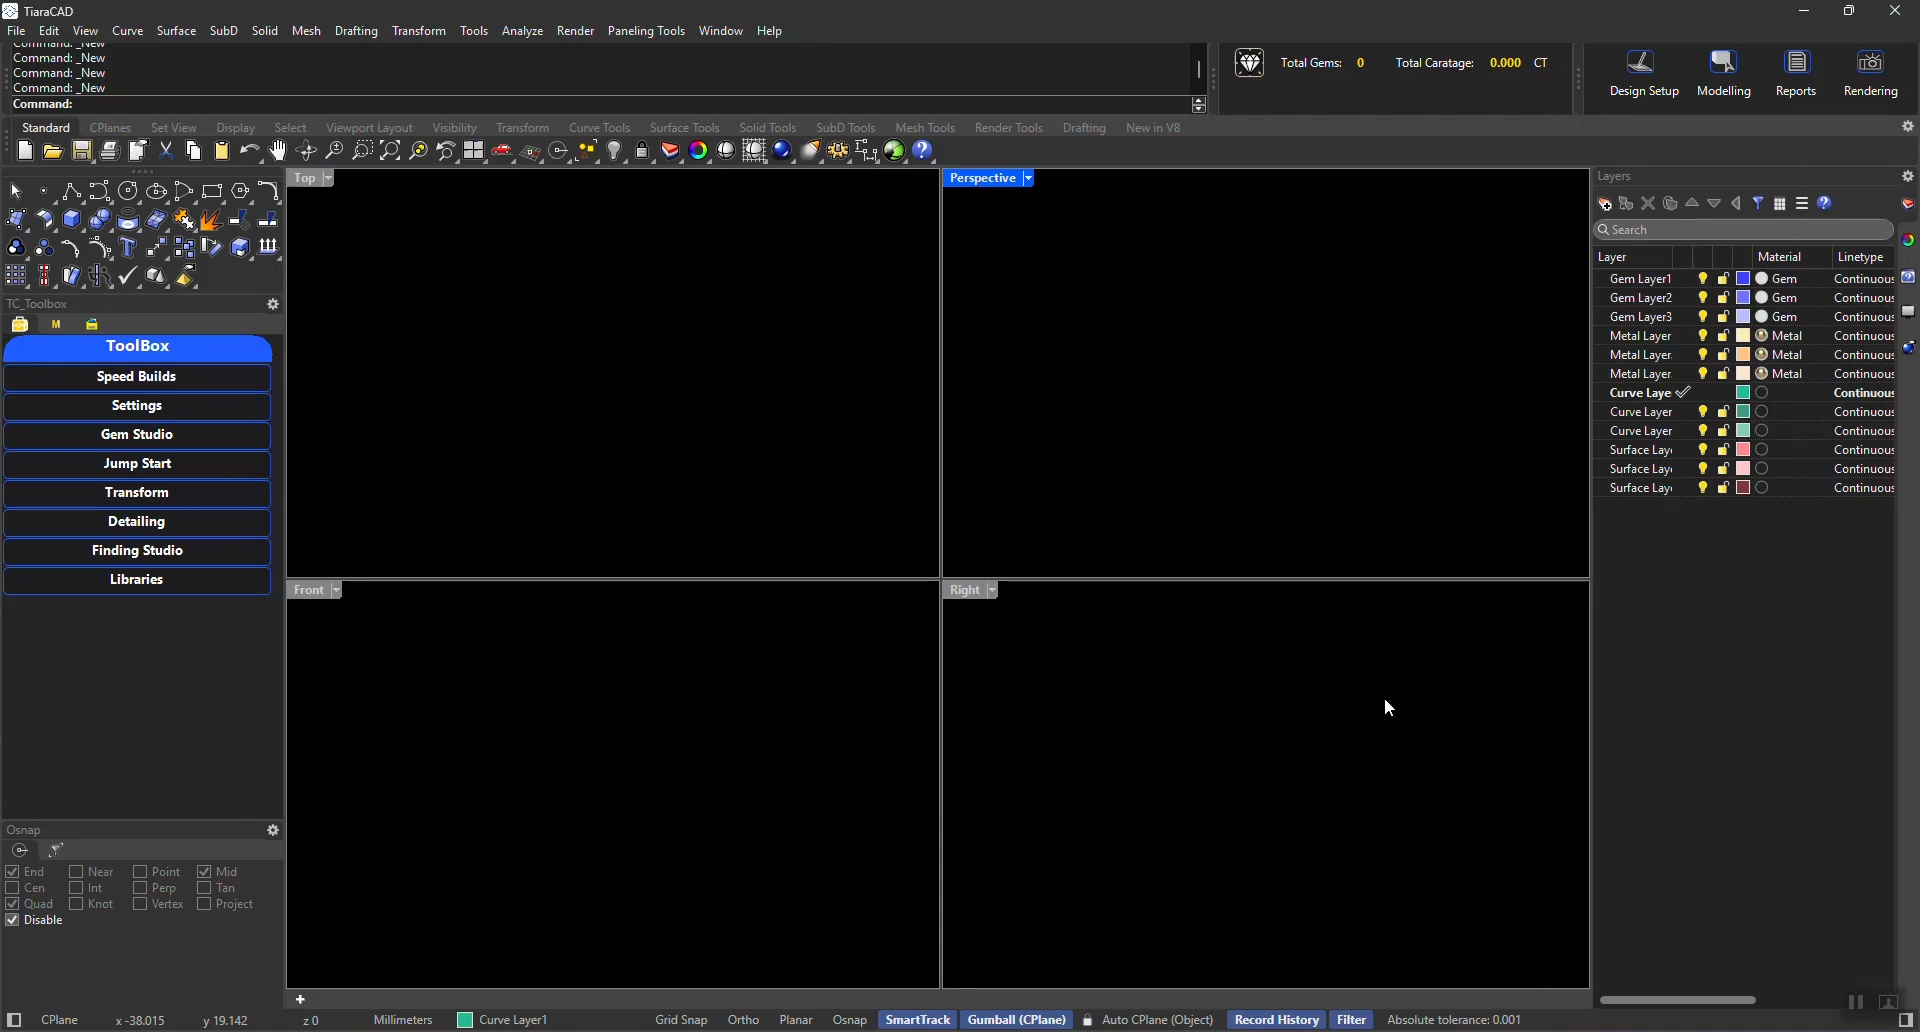 TiaraCAD
File Edit View Curve Surface SubD Solid Mesh Drafting Transform Tools Analyze Render Paneling Tools Window Help
Command: _New
Command: _New
Command: _New
Command: _New
Command:
Total Gems: 0 Total Caratage: 0.000 CT
Design Setup Modelling Reports Rendering
Standard CPlanes Set View Display Select Viewport Layout Visibility Transform Curve Tools Surface Tools Solid Tools SubD Tools Mesh Tools Render Tools Drafting New in V8
Top
Perspective
Front
Right
TC_Toolbox
M
ToolBox
Speed Builds
Settings
Gem Studio
Jump Start
Transform
Detailing
Finding Studio
Libraries
Osnap
End Near Point Mid
Cen Int Perp Tan
Quad Knot Vertex Project
Disable
Layers
Search
Layer Material Linetype
Gem Layer1 Gem Continuous
Gem Layer2 Gem Continuous
Gem Layer3 Gem Continuous
Metal Layer Metal Continuous
Metal Layer Metal Continuous
Metal Layer Metal Continuous
Curve Laye Continuous
Curve Layer Continuous
Curve Layer Continuous
Surface Lay Continuous
Surface Lay Continuous
Surface Lay Continuous
CPlane x -38.015 y 19.142 z 0 Millimeters Curve Layer1 Grid Snap Ortho Planar Osnap SmartTrack Gumball (CPlane) Auto CPlane (Object) Record History Filter Absolute tolerance: 0.001